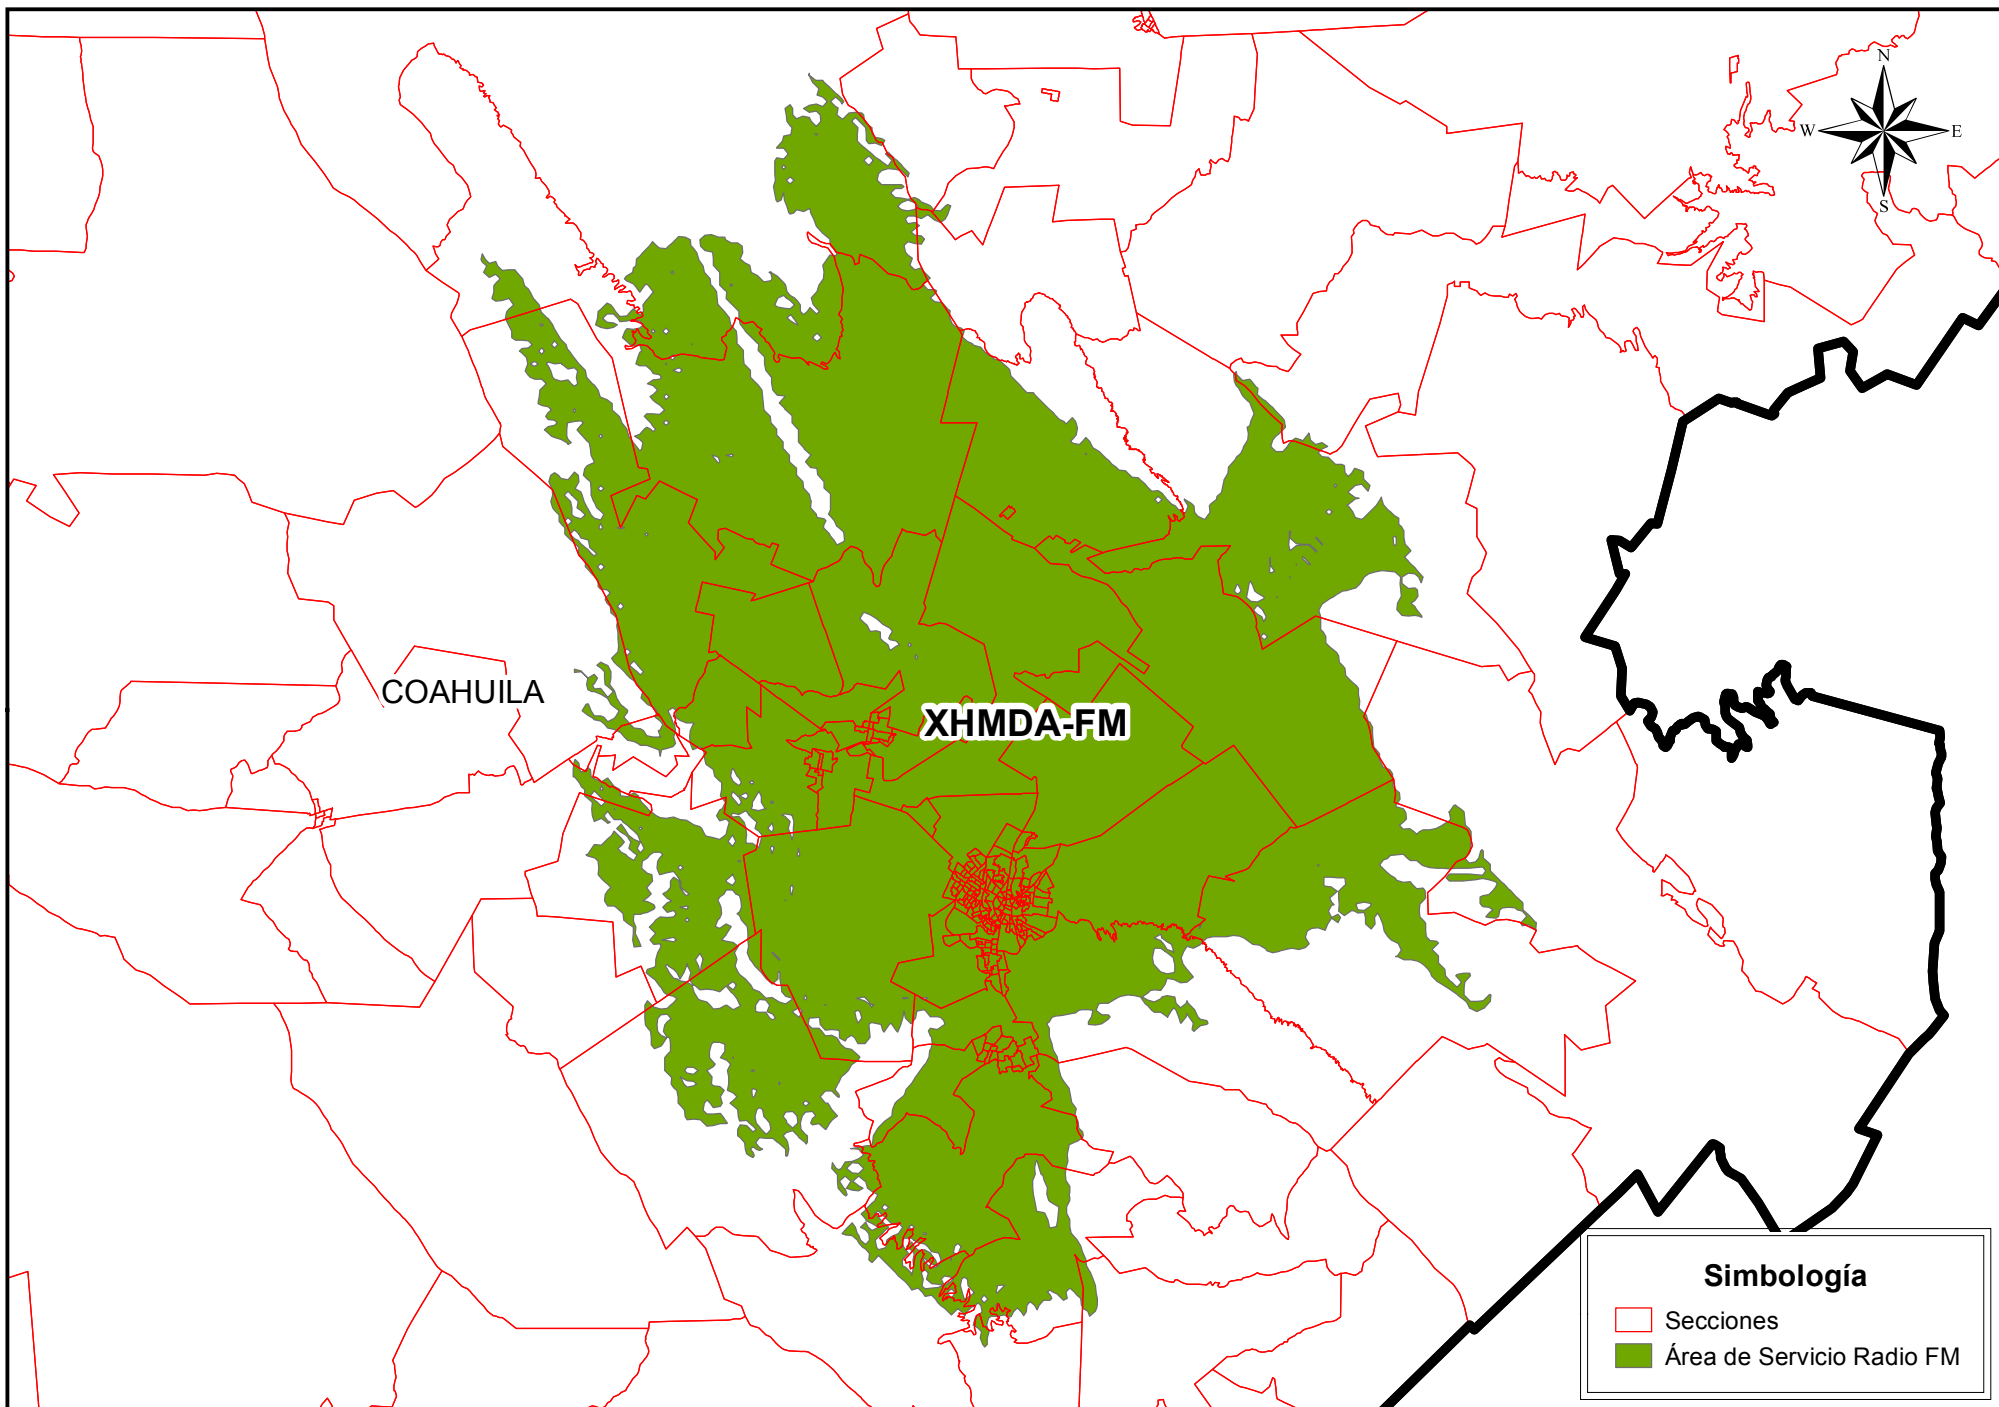 N
W E
S
COAHUILA
XHMDA-FM
Simbología
Secciones
Área de Servicio Radio FM